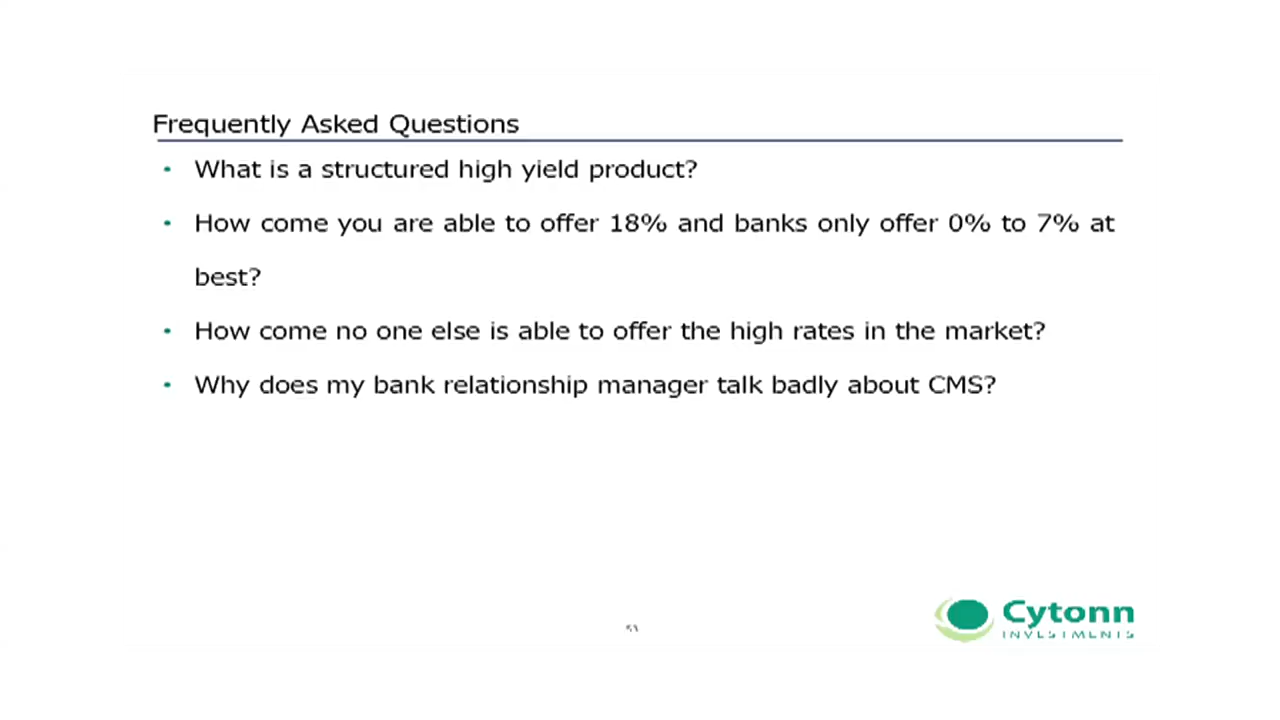 Frequently Asked Questions
• What is a structured high yield product?
• How come you are able to offer 18% and banks only offer 0% to 7% at
best?
• How come no one else is able to offer the high rates in the market?
• Why does my bank relationship manager talk badly about CMS?
Cytonn
INVESTMENTS